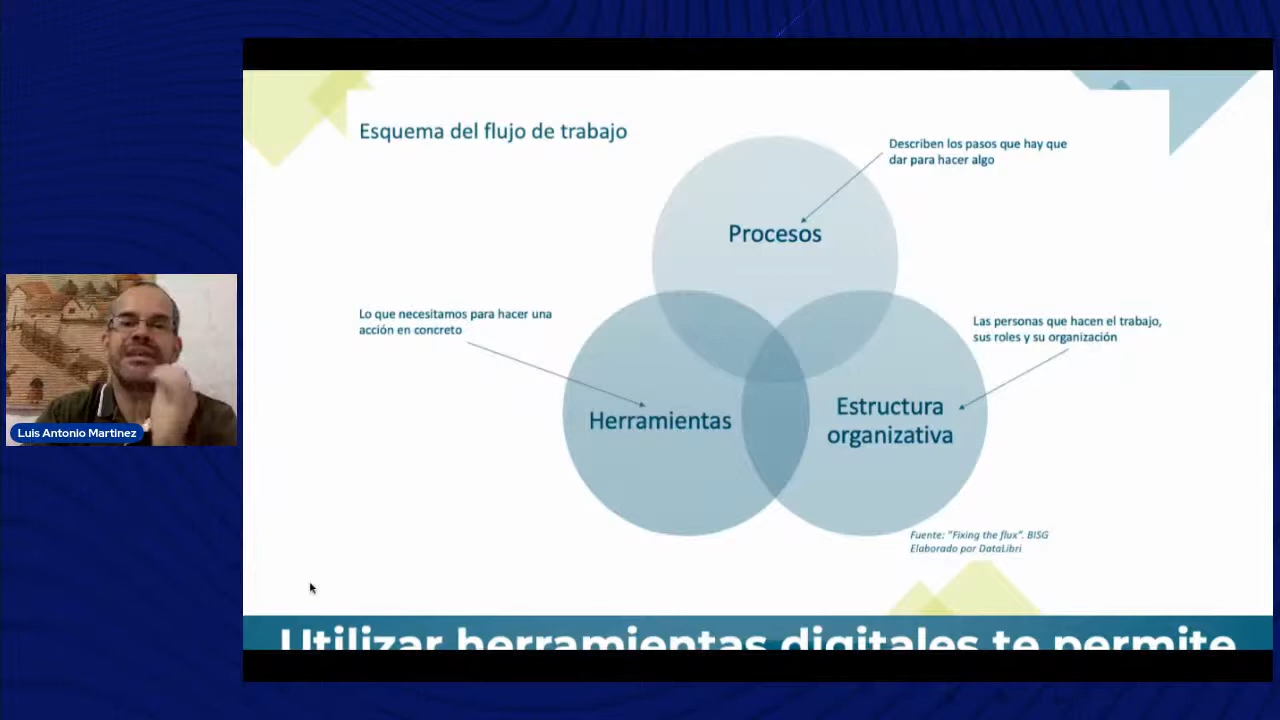 Esquema del flujo de trabajo
Describen los pasos que hay que
dar para hacer algo
Procesos
Lo que necesitamos para hacer una
acción en concreto
Las personas que hacen el trabajo,
sus roles y su organización
Herramientas
Estructura
organizativa
Fuente: "Fixing the flux". BISG
Elaborado por DataLibri
Luis Antonio Martinez
Utilizar herramientas digitales te permite